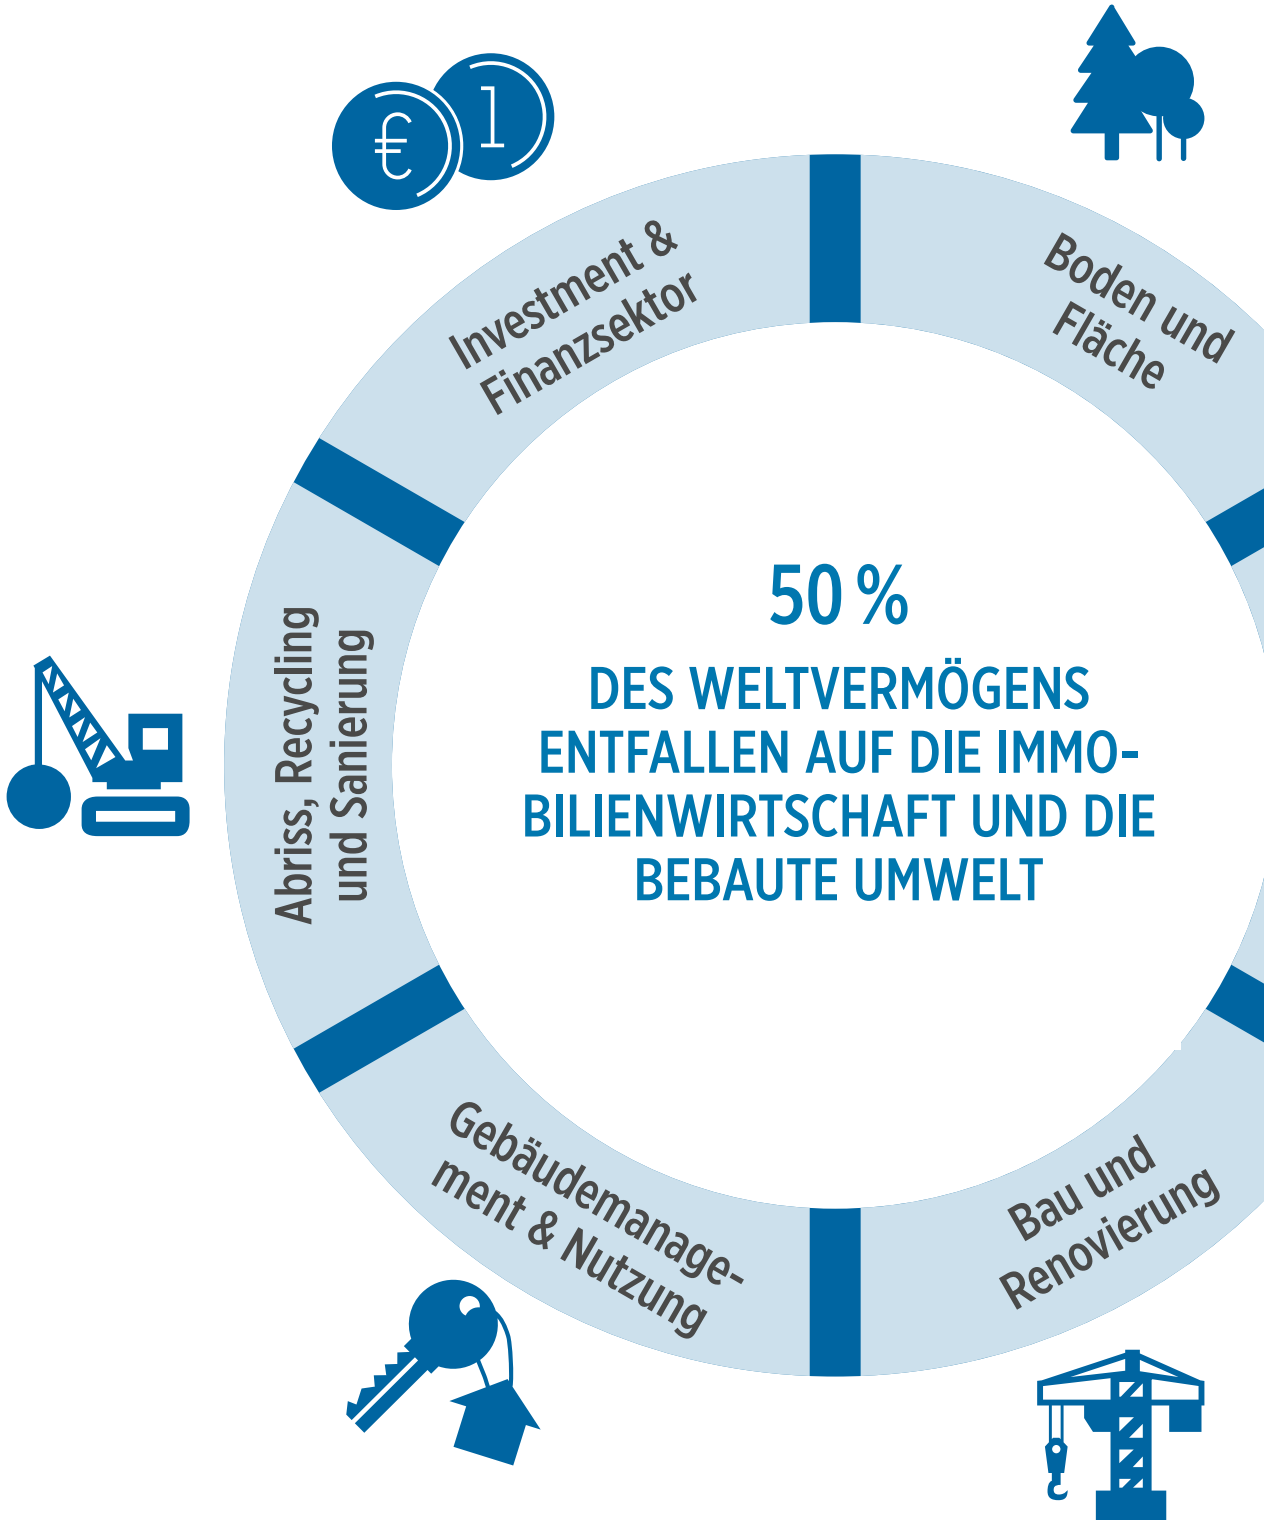 € 1
Investment &
Finanzsektor
Boden und
Fläche
50 %
DES WELTVERMÖGENS
ENTFALLEN AUF DIE IMMO-
BILIENWIRTSCHAFT UND DIE
BEBAUTE UMWELT
Abriss, Recycling
und Sanierung
Gebäudemanage-
ment & Nutzung
Bau und
Renovierung